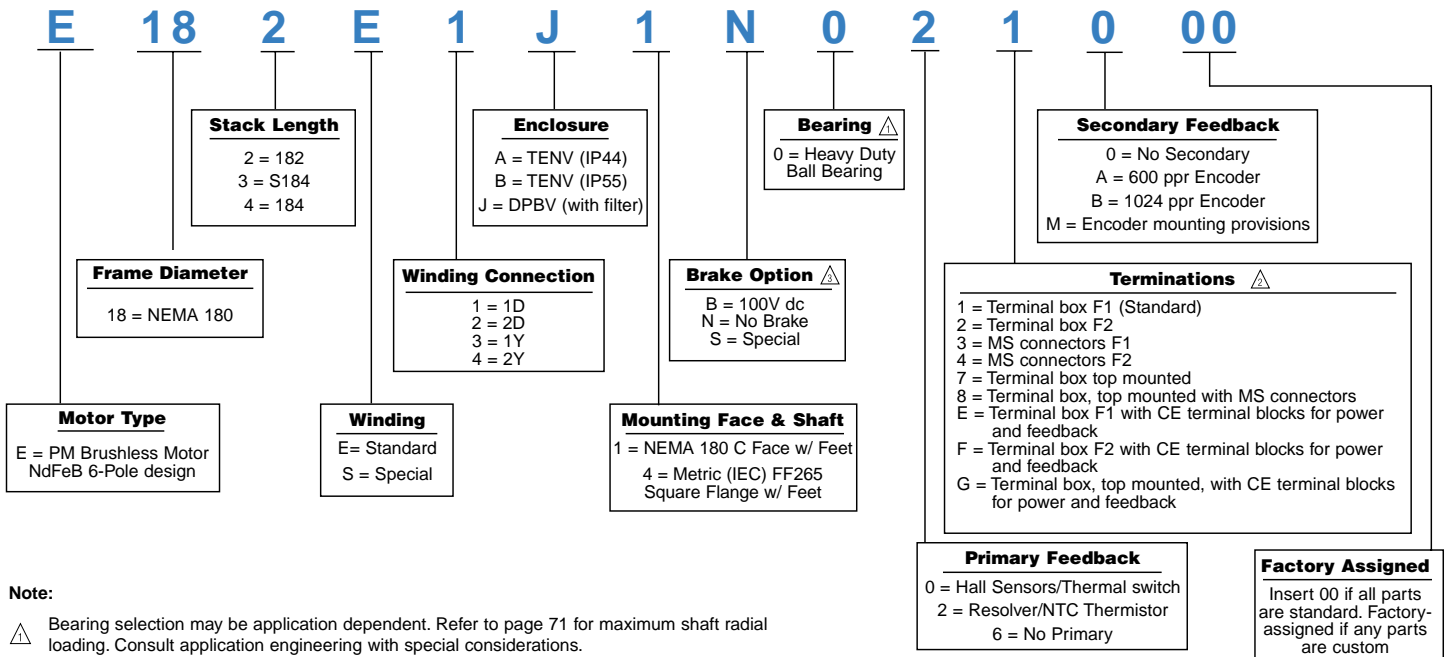 E 18 2 E 1 J 1 N 0 2 1 0 00
Stack Length
2 = 182
3 = S184
4 = 184
Enclosure
A = TENV (IP44)
B = TENV (IP55)
J = DPBV (with filter)
Bearing 1
0 = Heavy Duty
Ball Bearing
Secondary Feedback
0 = No Secondary
A = 600 ppr Encoder
B = 1024 ppr Encoder
M = Encoder mounting provisions
Frame Diameter
18 = NEMA 180
Winding Connection
1 = 1D
2 = 2D
3 = 1Y
4 = 2Y
Brake Option 3
B = 100V dc
N = No Brake
S = Special
Terminations 2
1 = Terminal box F1 (Standard)
2 = Terminal box F2
3 = MS connectors F1
4 = MS connectors F2
7 = Terminal box top mounted
8 = Terminal box, top mounted with MS connectors
E = Terminal box F1 with CE terminal blocks for power
and feedback
F = Terminal box F2 with CE terminal blocks for power
and feedback
G = Terminal box, top mounted, with CE terminal blocks
for power and feedback
Motor Type
E = PM Brushless Motor
NdFeB 6-Pole design
Winding
E= Standard
S = Special
Mounting Face & Shaft
1 = NEMA 180 C Face w/ Feet
4 = Metric (IEC) FF265
Square Flange w/ Feet
Primary Feedback
0 = Hall Sensors/Thermal switch
2 = Resolver/NTC Thermistor
6 = No Primary
Factory Assigned
Insert 00 if all parts
are standard. Factory-
assigned if any parts
are custom
Note:
1 Bearing selection may be application dependent. Refer to page 71 for maximum shaft radial
loading. Consult application engineering with special considerations.